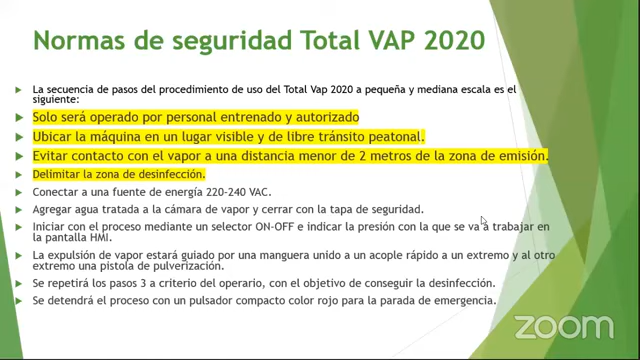 Normas de seguridad Total VAP 2020
La secuencia de pasos del procedimiento de uso del Total Vap 2020 a pequeña y mediana escala es el
siguiente:
Solo será operado por personal entrenado y autorizado
Ubicar la máquina en un lugar visible y de libre tránsito peatonal.
Evitar contacto con el vapor a una distancia menor de 2 metros de la zona de emisión.
Delimitar la zona de desinfección.
Conectar a una fuente de energía 220-240 VAC.
Agregar agua tratada a la cámara de vapor y cerrar con la tapa de seguridad.
Iniciar con el proceso mediante un selector ON-OFF e indicar la presión con la que se va a trabajar en
la pantalla HMI.
La expulsión de vapor estará guiado por una manguera unido a un acople rápido a un extremo y al otro
extremo una pistola de pulverización.
Se repetirá los pasos 3 a criterio del operario, con el objetivo de conseguir la desinfección.
Se detendrá el proceso con un pulsador compacto color rojo para la parada de emergencia.
zoom